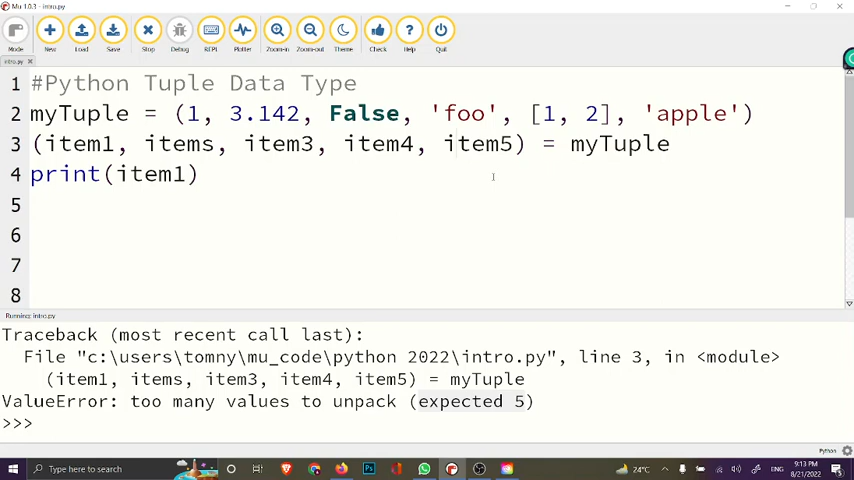 Mu 1.0.3 - intro.py
Mode New Load Save Stop Debug REPL Plotter Zoom-in Zoom-out Theme Check Help Quit
intro.py
1 #Python Tuple Data Type
2 myTuple = (1, 3.142, False, 'foo', [1, 2], 'apple')
3 (item1, items, item3, item4, item5) = myTuple
4 print(item1)
5
6
7
8
Running: intro.py
Traceback (most recent call last):
File "c:\users\tomny\mu_code\python 2022\intro.py", line 3, in <module>
(item1, items, item3, item4, item5) = myTuple
ValueError: too many values to unpack (expected 5)
>>>
Python
Type here to search
24°C
ENG
9:13 PM
8/21/2022